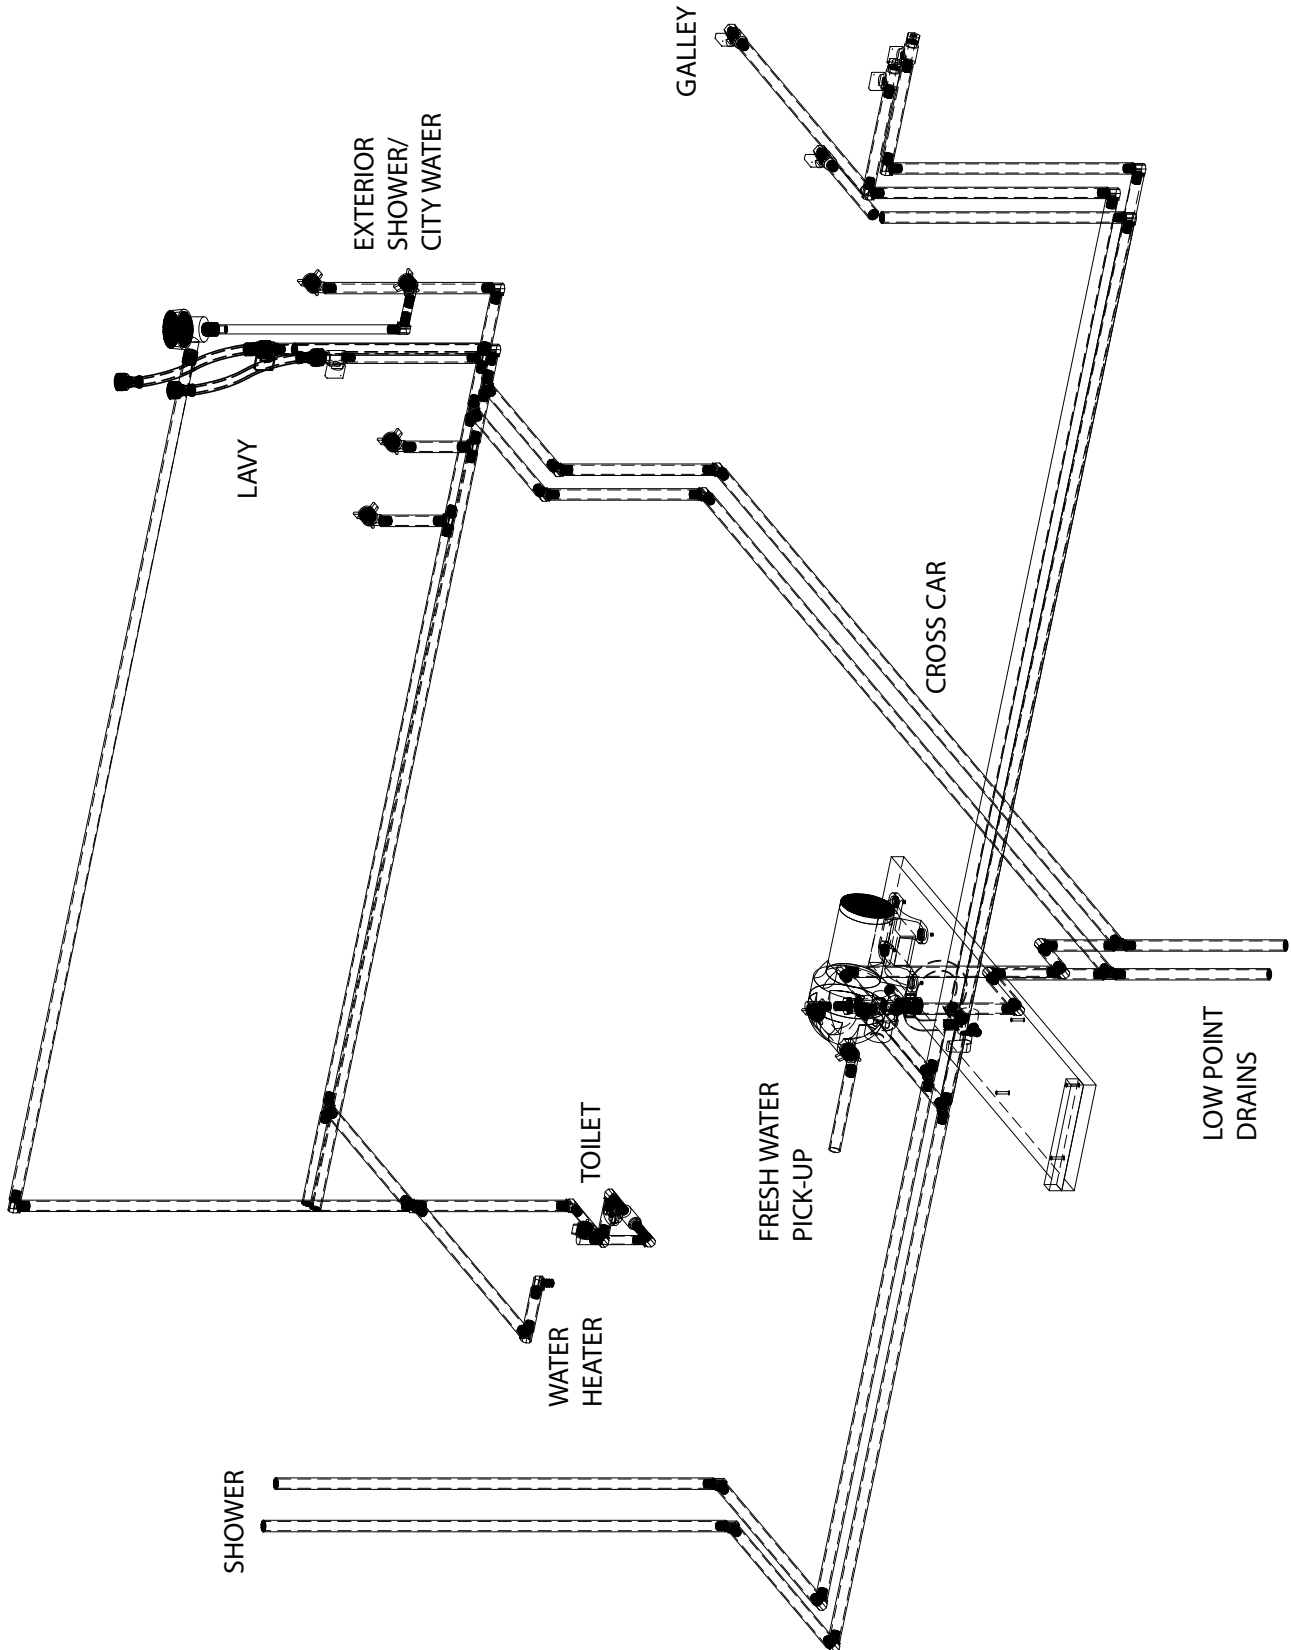 GALLEY
EXTERIOR
SHOWER/
CITY WATER
LAVY
CROSS CAR
LOW POINT
DRAINS
FRESH WATER
PICK-UP
TOILET
WATER
HEATER
SHOWER